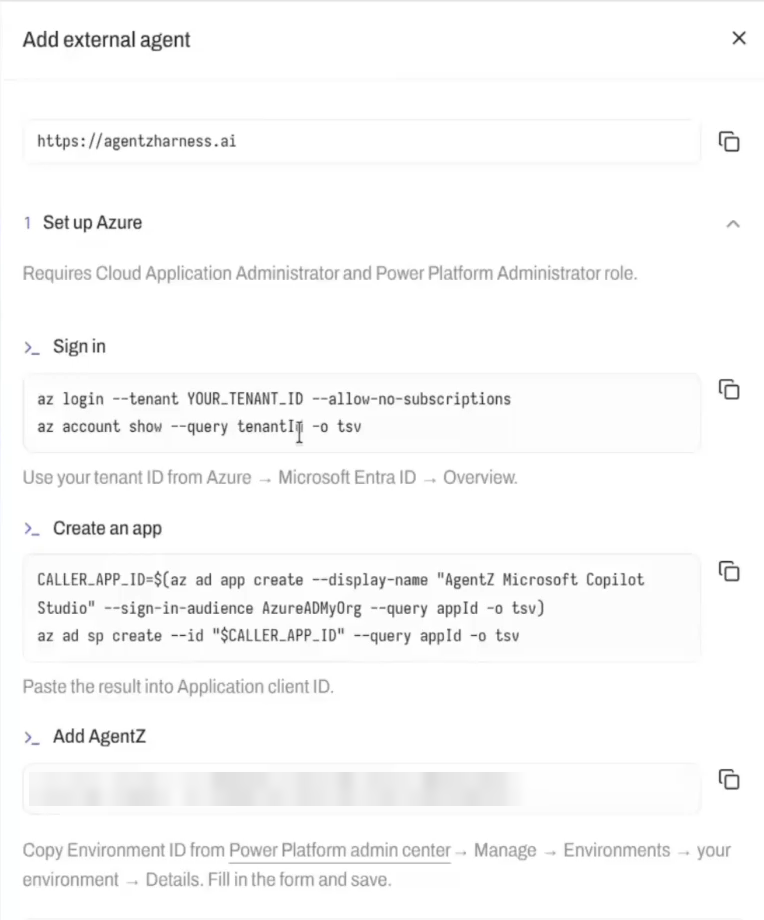 Add external agent
https://agentzharness.ai
1 Set up Azure
Requires Cloud Application Administrator and Power Platform Administrator role.
>_ Sign in
az login --tenant YOUR_TENANT_ID --allow-no-subscriptions
az account show --query tenantId -o tsv
Use your tenant ID from Azure → Microsoft Entra ID → Overview.
>_ Create an app
CALLER_APP_ID=$(az ad app create --display-name "AgentZ Microsoft Copilot
Studio" --sign-in-audience AzureADMyOrg --query appId -o tsv)
az ad sp create --id "$CALLER_APP_ID" --query appId -o tsv
Paste the result into Application client ID.
>_ Add AgentZ
Copy Environment ID from Power Platform admin center → Manage → Environments → your
environment → Details. Fill in the form and save.